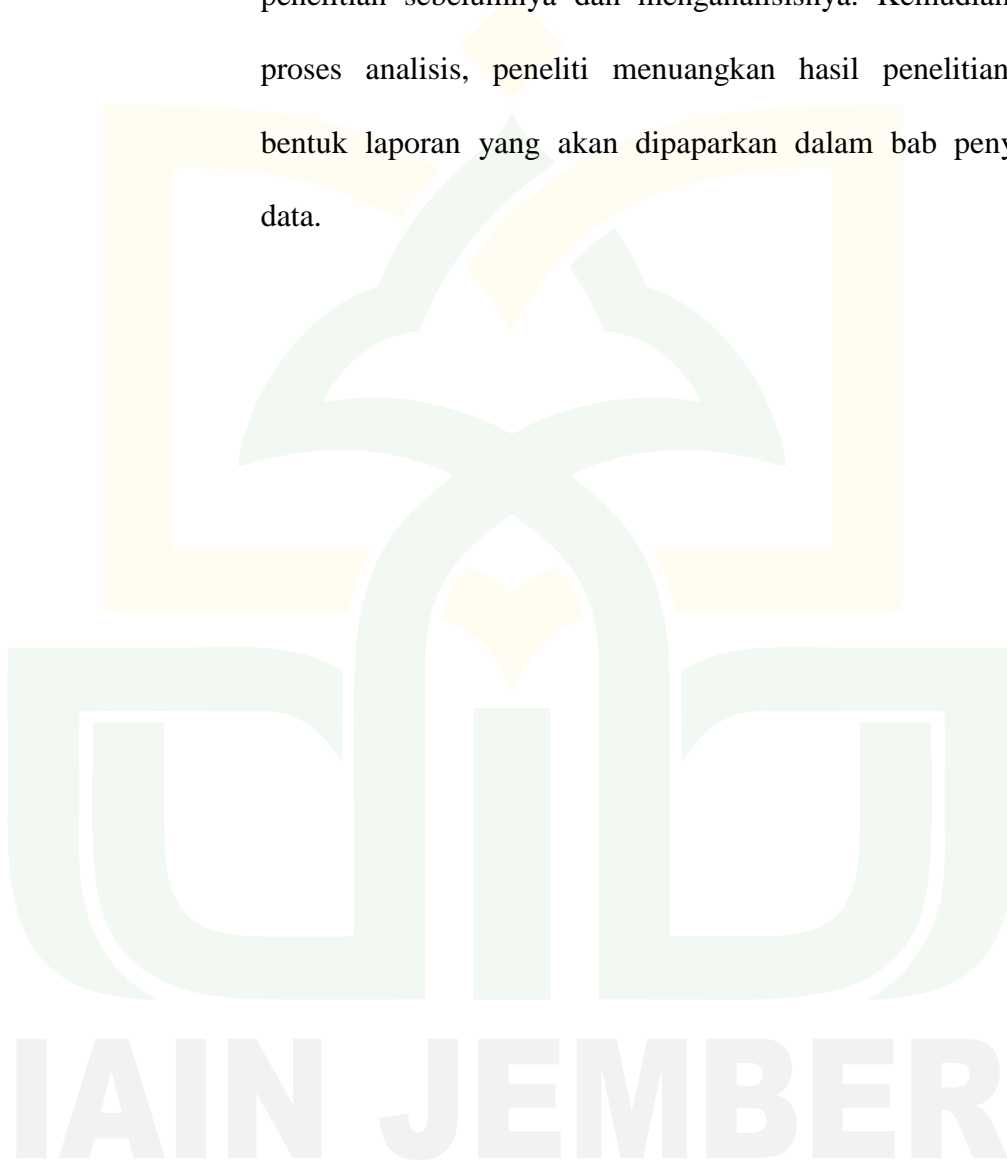 penelitian sebelumnya dan menganalisisnya. Kemudian
proses analisis, peneliti menuangkan hasil penelitian
bentuk laporan yang akan dipaparkan dalam bab
data.
IAIN JEMBER